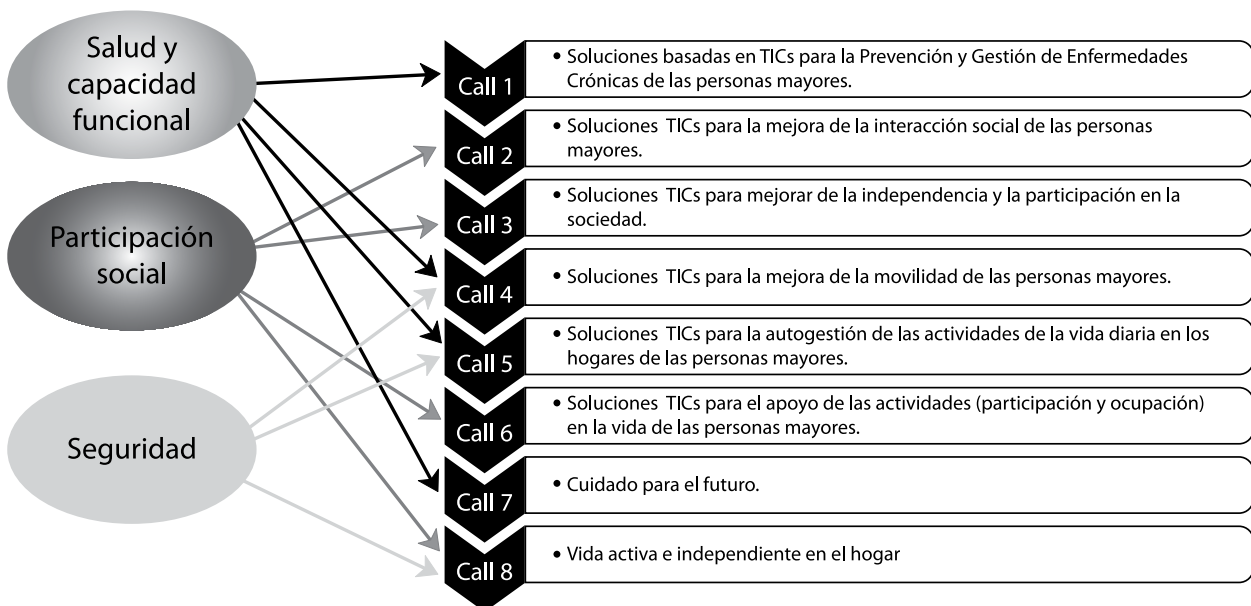 Salud y
capacidad
funcional
Participación
social
Seguridad
Call 1
• Soluciones basadas en TICs para la Prevención y Gestión de Enfermedades
Crónicas de las personas mayores.
Call 2
• Soluciones TICs para la mejora de la interacción social de las personas
mayores.
Call 3
• Soluciones TICs para mejorar de la independencia y la participación en la
sociedad.
Call 4
• Soluciones TICs para la mejora de la movilidad de las personas mayores.
Call 5
• Soluciones TICs para la autogestión de las actividades de la vida diaria en los
hogares de las personas mayores.
Call 6
• Soluciones TICs para el apoyo de las actividades (participación y ocupación)
en la vida de las personas mayores.
Call 7
• Cuidado para el futuro.
Call 8
• Vida activa e independiente en el hogar